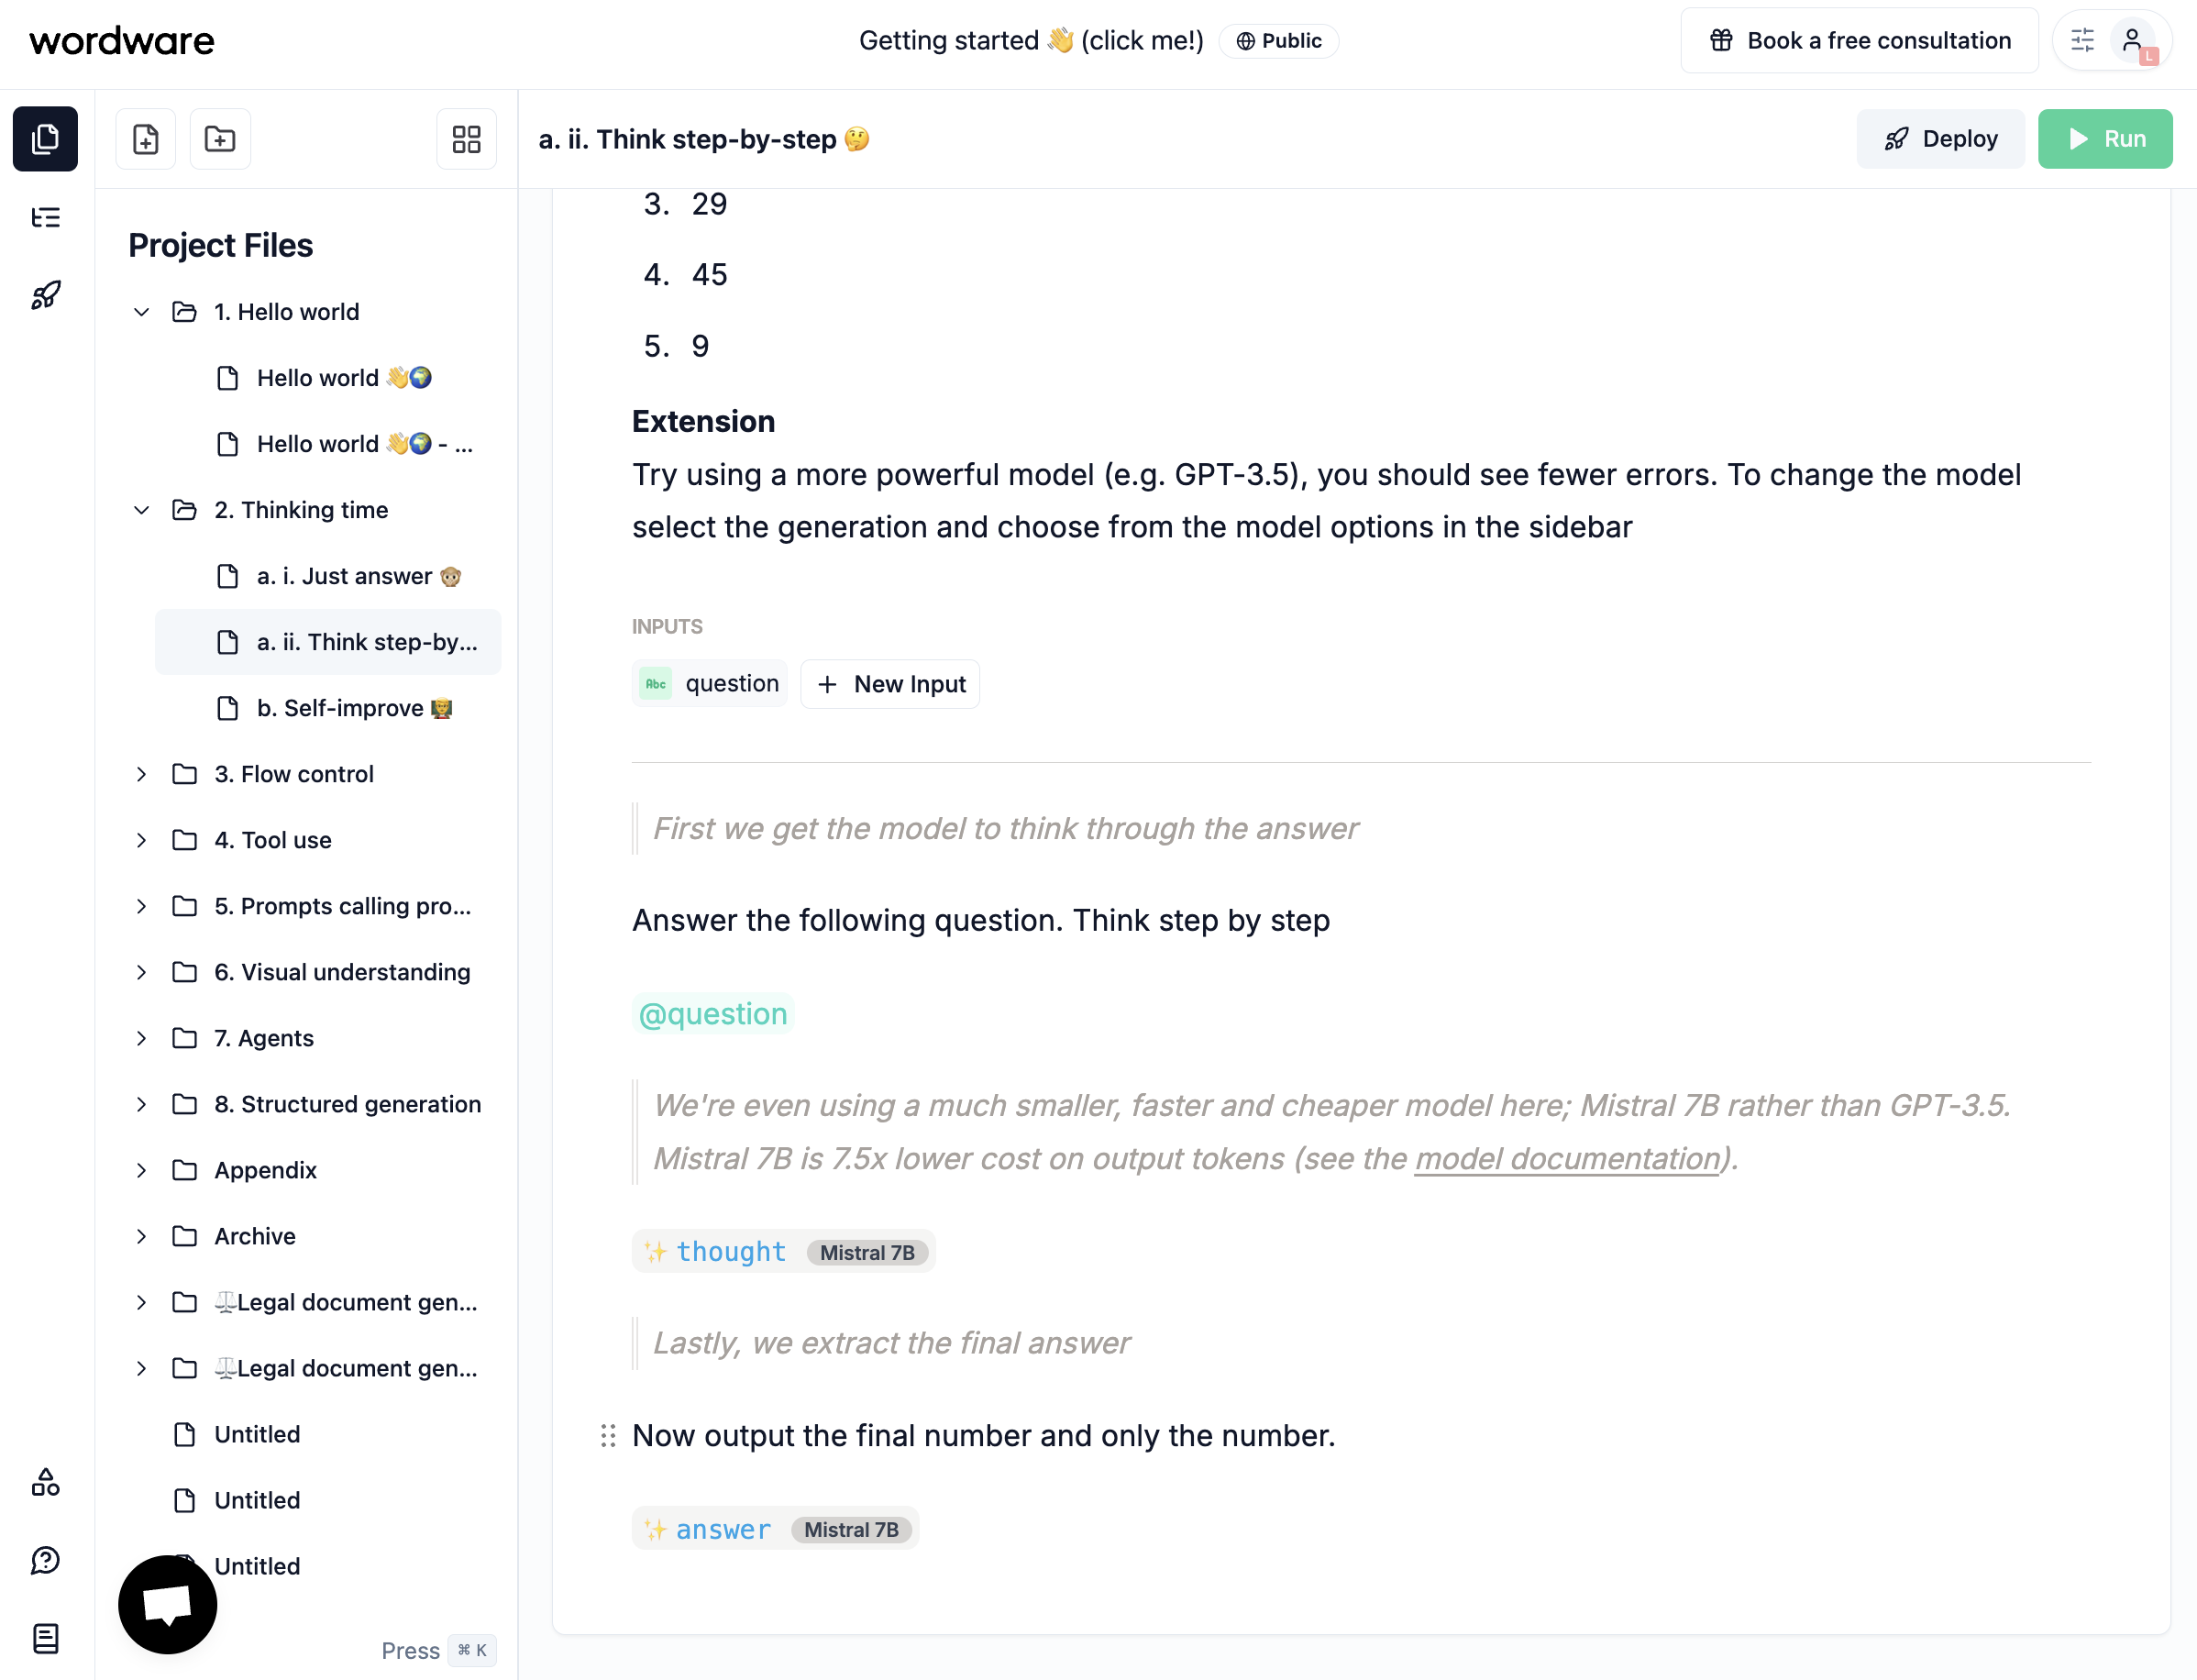 wordware
Getting started 👋 (click me!)
Public
Book a free consultation
L
a. ii. Think step-by-step 🤔
Deploy
Run
Project Files
1. Hello world
Hello world 👋🌍
Hello world 👋🌍 - ...
2. Thinking time
a. i. Just answer 🙊
a. ii. Think step-by...
b. Self-improve 👩‍🏫
3. Flow control
4. Tool use
5. Prompts calling pro...
6. Visual understanding
7. Agents
8. Structured generation
Appendix
Archive
⚖️Legal document gen...
⚖️Legal document gen...
Untitled
Untitled
Untitled
Press ⌘ K
3. 29
4. 45
5. 9
Extension
Try using a more powerful model (e.g. GPT-3.5), you should see fewer errors. To change the model
select the generation and choose from the model options in the sidebar
INPUTS
Abc question
New Input
First we get the model to think through the answer
Answer the following question. Think step by step
@question
We're even using a much smaller, faster and cheaper model here; Mistral 7B rather than GPT-3.5.
Mistral 7B is 7.5x lower cost on output tokens (see the model documentation).
✨ thought Mistral 7B
Lastly, we extract the final answer
Now output the final number and only the number.
✨ answer Mistral 7B